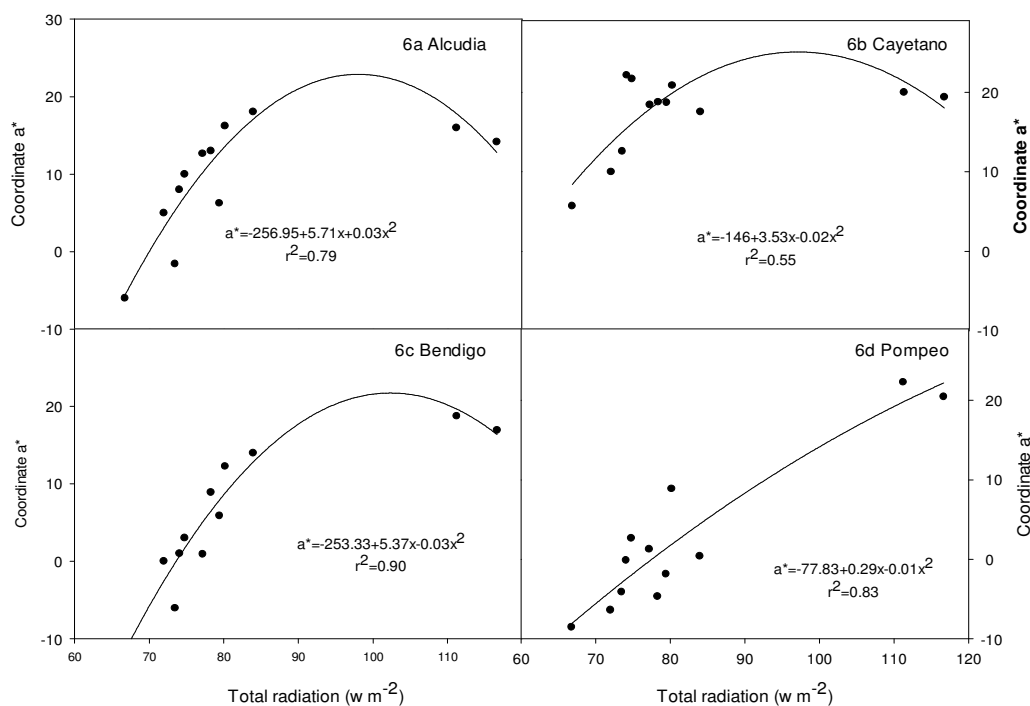 30
20
10
0
-10
Coordinate a*
6a Alcudia
a*=-256.95+5.71x+0.03x²
r²=0.79
6b Cayetano
a*=-146+3.53x-0.02x²
r²=0.55
20
10
0
-10
Coordinate a*
20
10
0
-10
Coordinate a*
6c Bendigo
a*=-253.33+5.37x-0.03x²
r²=0.90
6d Pompeo
a*=-77.83+0.29x-0.01x²
r²=0.83
20
10
0
-10
Coordinate a*
60 70 80 90 100 110 60 70 80 90 100 110 120
Total radiation (w m⁻²) Total radiation (w m⁻²)